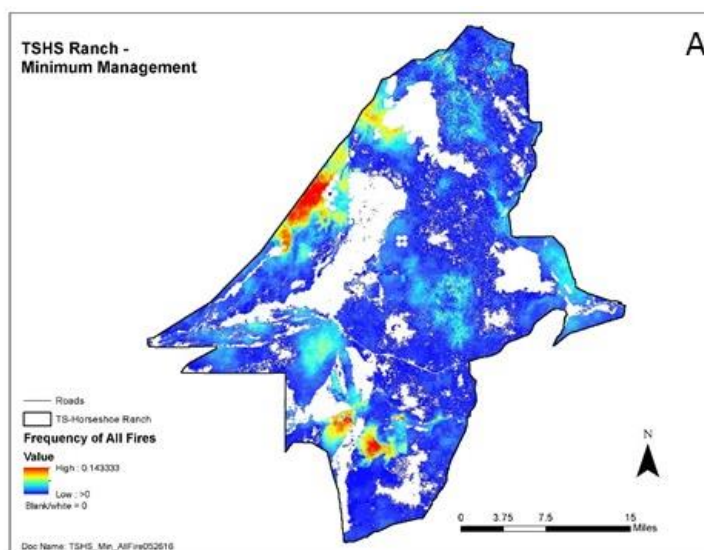 TSHS Ranch -
Minimum Management
A
Roads
TS-Horseshoe Ranch
Frequency of All Fires
Value
High : 0.143333
Low : >0
Blank/white = 0
N
0 3.75 7.5 15
Miles
Doc Name: TSHS_Min_AllFire052616